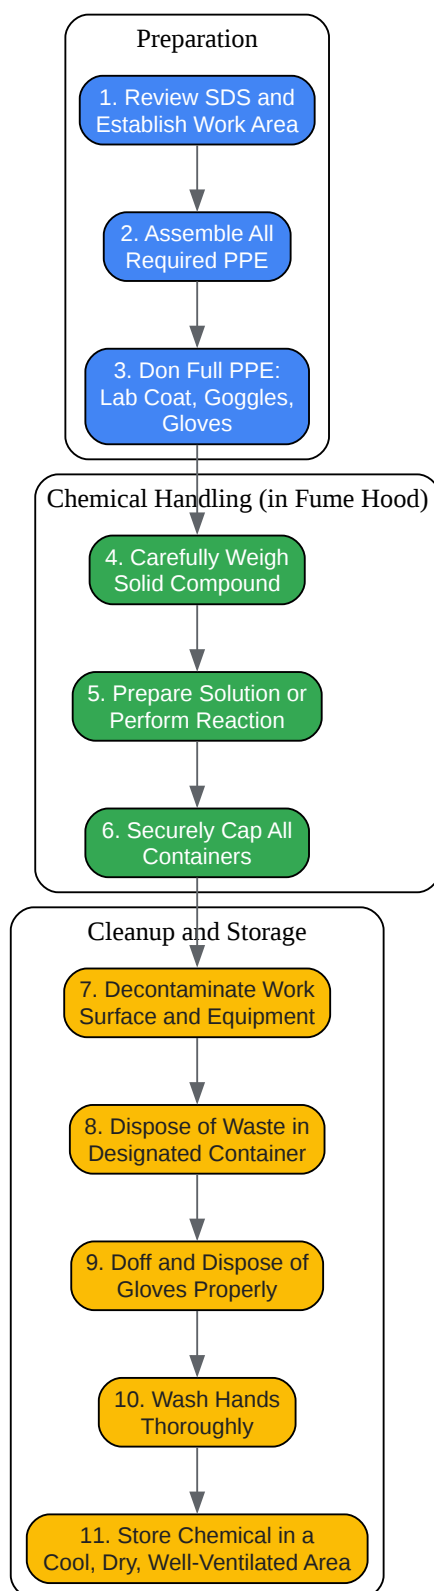 Preparation
1. Review SDS and
Establish Work Area
2. Assemble All
Required PPE
3. Don Full PPE:
Lab Coat, Goggles,
Gloves
Chemical Handling (in Fume Hood)
4. Carefully Weigh
Solid Compound
5. Prepare Solution or
Perform Reaction
6. Securely Cap All
Containers
Cleanup and Storage
7. Decontaminate Work
Surface and Equipment
8. Dispose of Waste in
Designated Container
9. Doff and Dispose of
Gloves Properly
10. Wash Hands
Thoroughly
11. Store Chemical in a
Cool, Dry, Well-Ventilated Area